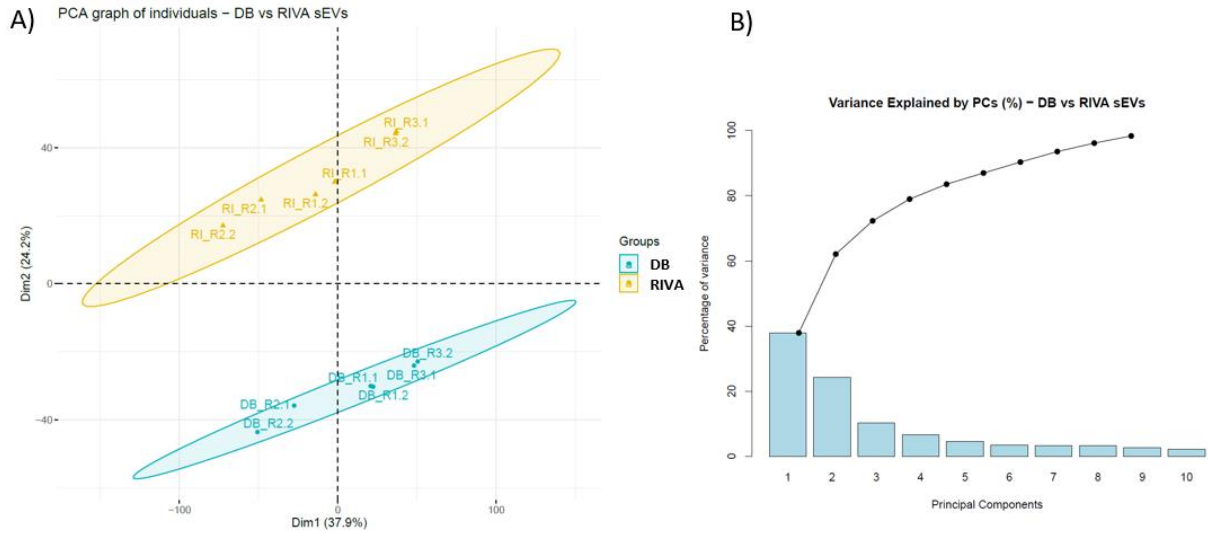 A)
PCA graph of individuals − DB vs RIVA sEVs
Dim2 (24.2%)
40
0
−40
RI_R3.1
RI_R3.2
RI_R1.1
RI_R1.2
RI_R2.1
RI_R2.2
DB_R3.2
DB_R3.1
DB_R1.1
DB_R1.2
DB_R2.1
DB_R2.2
−100
0
100
Dim1 (37.9%)
Groups
DB
RIVA
B)
Variance Explained by PCs (%) − DB vs RIVA sEVs
Percentage of variance
100
80
60
40
20
0
1 2 3 4 5 6 7 8 9 10
Principal Components